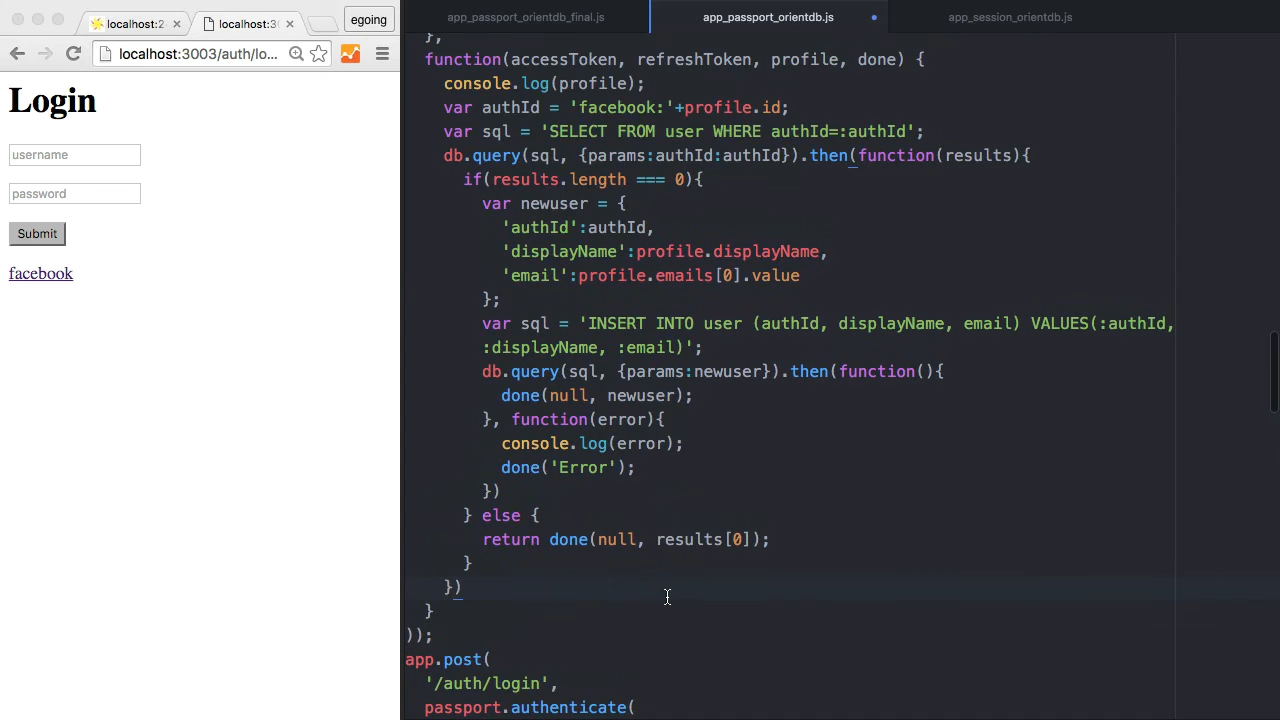 localhost:2
localhost:3
egoing
localhost:3003/auth/lo...
Login
username
password
Submit
facebook
app_passport_orientdb_final.js
app_passport_orientdb.js
app_session_orientdb.js
},
function(accessToken, refreshToken, profile, done) {
console.log(profile);
var authId = 'facebook:'+profile.id;
var sql = 'SELECT FROM user WHERE authId=:authId';
db.query(sql, {params:authId:authId}).then(function(results){
if(results.length === 0){
var newuser = {
'authId':authId,
'displayName':profile.displayName,
'email':profile.emails[0].value
};
var sql = 'INSERT INTO user (authId, displayName, email) VALUES(:authId,
:displayName, :email)';
db.query(sql, {params:newuser}).then(function(){
done(null, newuser);
}, function(error){
console.log(error);
done('Error');
})
} else {
return done(null, results[0]);
}
})
}
));
app.post(
'/auth/login',
passport.authenticate(